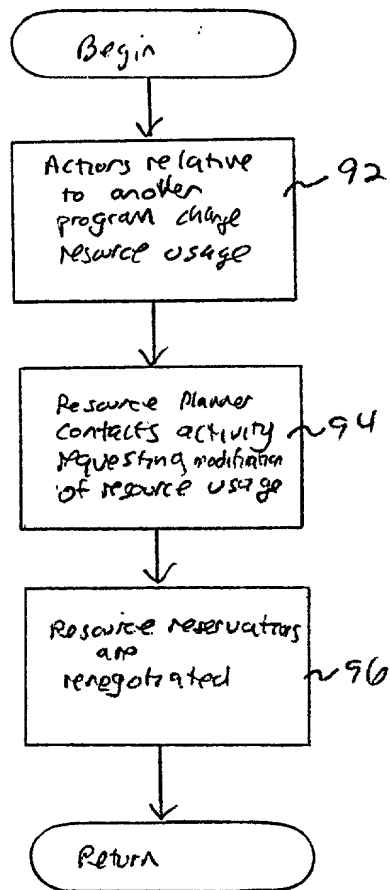 Begin
Actions relative
to another
program change
resource usage
92
Resource Planner
contacts activity
requesting modification
of resource usage
94
Resource reservations
are
renegotiated
96
Return